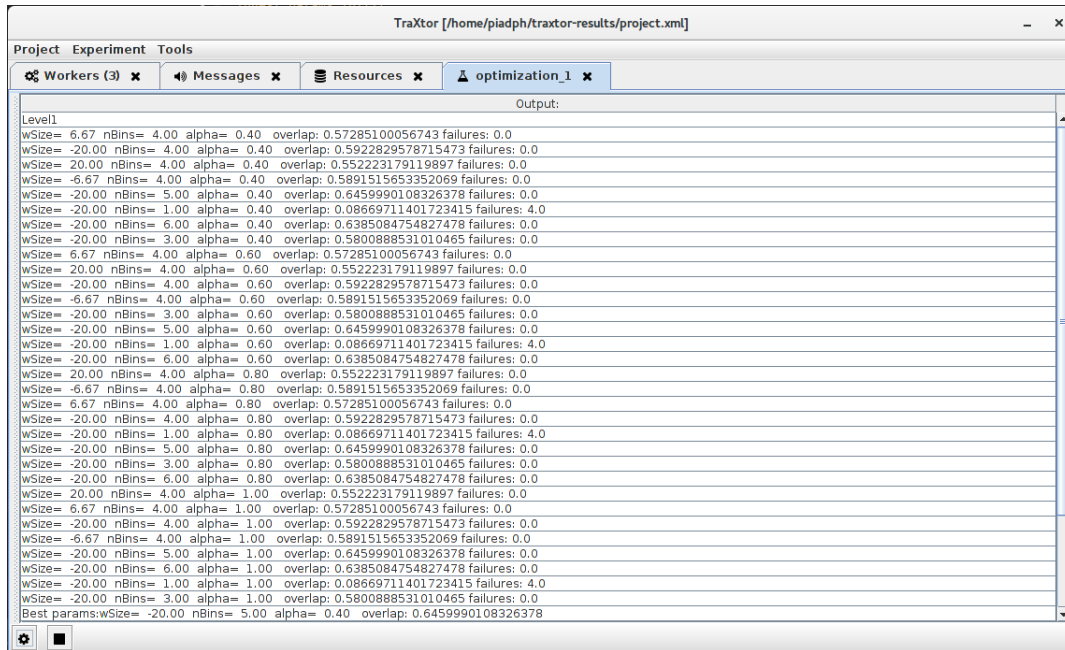 TraXtor [/home/piadph/traxtor-results/project.xml]
Project Experiment Tools
Workers (3) Messages Resources optimization_1
Output:
Level1
wSize= 6.67 nBins= 4.00 alpha= 0.40 overlap: 0.57285100056743 failures: 0.0
wSize= -20.00 nBins= 4.00 alpha= 0.40 overlap: 0.5922829578715473 failures: 0.0
wSize= 20.00 nBins= 4.00 alpha= 0.40 overlap: 0.552223179119897 failures: 0.0
wSize= -6.67 nBins= 4.00 alpha= 0.40 overlap: 0.5891515653352069 failures: 0.0
wSize= -20.00 nBins= 5.00 alpha= 0.40 overlap: 0.6459990108326378 failures: 0.0
wSize= -20.00 nBins= 1.00 alpha= 0.40 overlap: 0.08669711401723415 failures: 4.0
wSize= -20.00 nBins= 6.00 alpha= 0.40 overlap: 0.6385084754827478 failures: 0.0
wSize= -20.00 nBins= 3.00 alpha= 0.40 overlap: 0.5800888531010465 failures: 0.0
wSize= 6.67 nBins= 4.00 alpha= 0.60 overlap: 0.57285100056743 failures: 0.0
wSize= 20.00 nBins= 4.00 alpha= 0.60 overlap: 0.552223179119897 failures: 0.0
wSize= -20.00 nBins= 4.00 alpha= 0.60 overlap: 0.5922829578715473 failures: 0.0
wSize= -6.67 nBins= 4.00 alpha= 0.60 overlap: 0.5891515653352069 failures: 0.0
wSize= -20.00 nBins= 3.00 alpha= 0.60 overlap: 0.5800888531010465 failures: 0.0
wSize= -20.00 nBins= 5.00 alpha= 0.60 overlap: 0.6459990108326378 failures: 0.0
wSize= -20.00 nBins= 1.00 alpha= 0.60 overlap: 0.08669711401723415 failures: 4.0
wSize= -20.00 nBins= 6.00 alpha= 0.60 overlap: 0.6385084754827478 failures: 0.0
wSize= 20.00 nBins= 4.00 alpha= 0.80 overlap: 0.552223179119897 failures: 0.0
wSize= -6.67 nBins= 4.00 alpha= 0.80 overlap: 0.5891515653352069 failures: 0.0
wSize= 6.67 nBins= 4.00 alpha= 0.80 overlap: 0.57285100056743 failures: 0.0
wSize= -20.00 nBins= 4.00 alpha= 0.80 overlap: 0.5922829578715473 failures: 0.0
wSize= -20.00 nBins= 1.00 alpha= 0.80 overlap: 0.08669711401723415 failures: 4.0
wSize= -20.00 nBins= 5.00 alpha= 0.80 overlap: 0.6459990108326378 failures: 0.0
wSize= -20.00 nBins= 3.00 alpha= 0.80 overlap: 0.5800888531010465 failures: 0.0
wSize= -20.00 nBins= 6.00 alpha= 0.80 overlap: 0.6385084754827478 failures: 0.0
wSize= 20.00 nBins= 4.00 alpha= 1.00 overlap: 0.552223179119897 failures: 0.0
wSize= 6.67 nBins= 4.00 alpha= 1.00 overlap: 0.57285100056743 failures: 0.0
wSize= -20.00 nBins= 4.00 alpha= 1.00 overlap: 0.5922829578715473 failures: 0.0
wSize= -6.67 nBins= 4.00 alpha= 1.00 overlap: 0.5891515653352069 failures: 0.0
wSize= -20.00 nBins= 5.00 alpha= 1.00 overlap: 0.6459990108326378 failures: 0.0
wSize= -20.00 nBins= 6.00 alpha= 1.00 overlap: 0.6385084754827478 failures: 0.0
wSize= -20.00 nBins= 1.00 alpha= 1.00 overlap: 0.08669711401723415 failures: 4.0
wSize= -20.00 nBins= 3.00 alpha= 1.00 overlap: 0.5800888531010465 failures: 0.0
Best params:wSize= -20.00 nBins= 5.00 alpha= 0.40 overlap: 0.6459990108326378